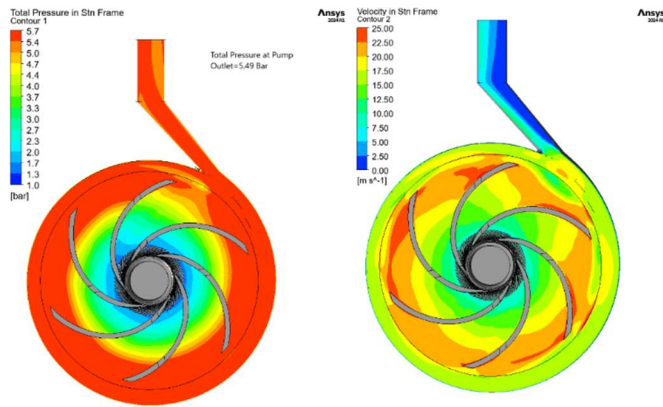 Total Pressure in Stn Frame
Contour 1
5.7
5.4
5.0
4.7
4.4
4.0
3.7
3.3
3.0
2.7
2.3
2.0
1.7
1.3
1.0
[bar]
Total Pressure at Pump
Outlet=5.49 Bar
Ansys
2024 R1
Velocity in Stn Frame
Contour 2
25.00
22.50
20.00
17.50
15.00
12.50
10.00
7.50
5.00
2.50
0.00
[m s^-1]
Ansys
2024 R1